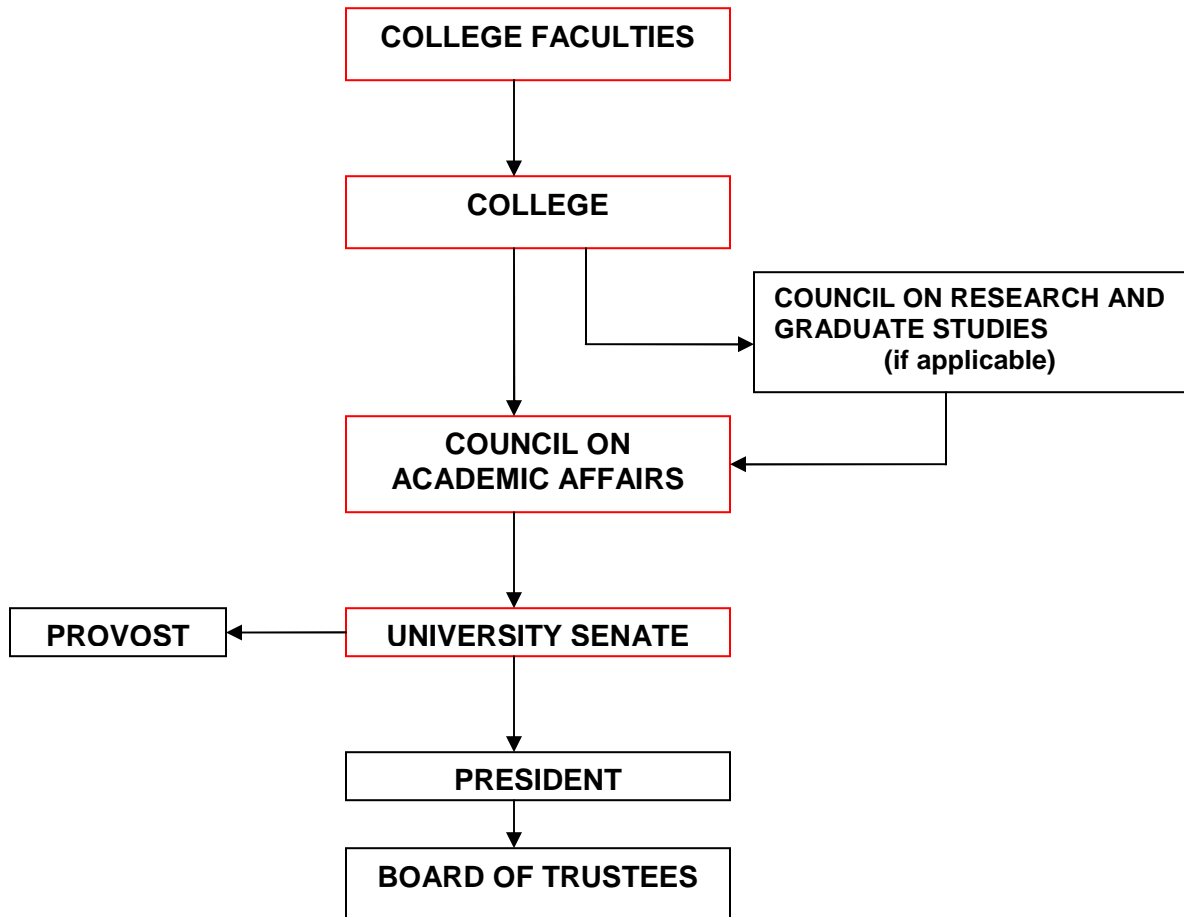 COLLEGE FACULTIES
COLLEGE
COUNCIL ON RESEARCH AND
GRADUATE STUDIES
(if applicable)
COUNCIL ON
ACADEMIC AFFAIRS
PROVOST
UNIVERSITY SENATE
PRESIDENT
BOARD OF TRUSTEES